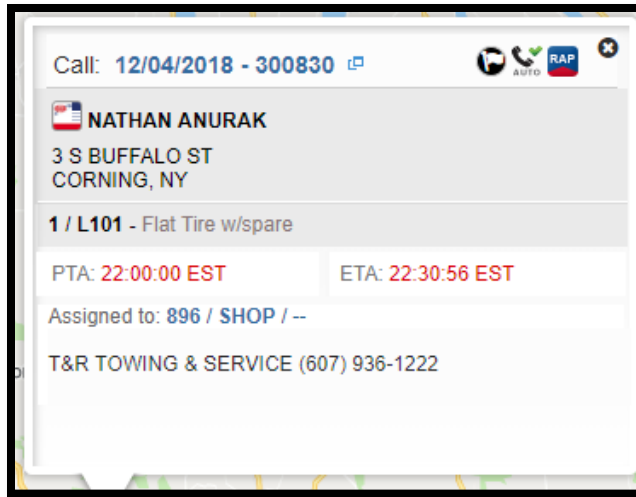 Call: 12/04/2018 - 300830
AUTO
RAP
NATHAN ANURAK
3 S BUFFALO ST
CORNING, NY
1 / L101 - Flat Tire w/spare
PTA: 22:00:00 EST ETA: 22:30:56 EST
Assigned to: 896 / SHOP / --
T&R TOWING & SERVICE (607) 936-1222